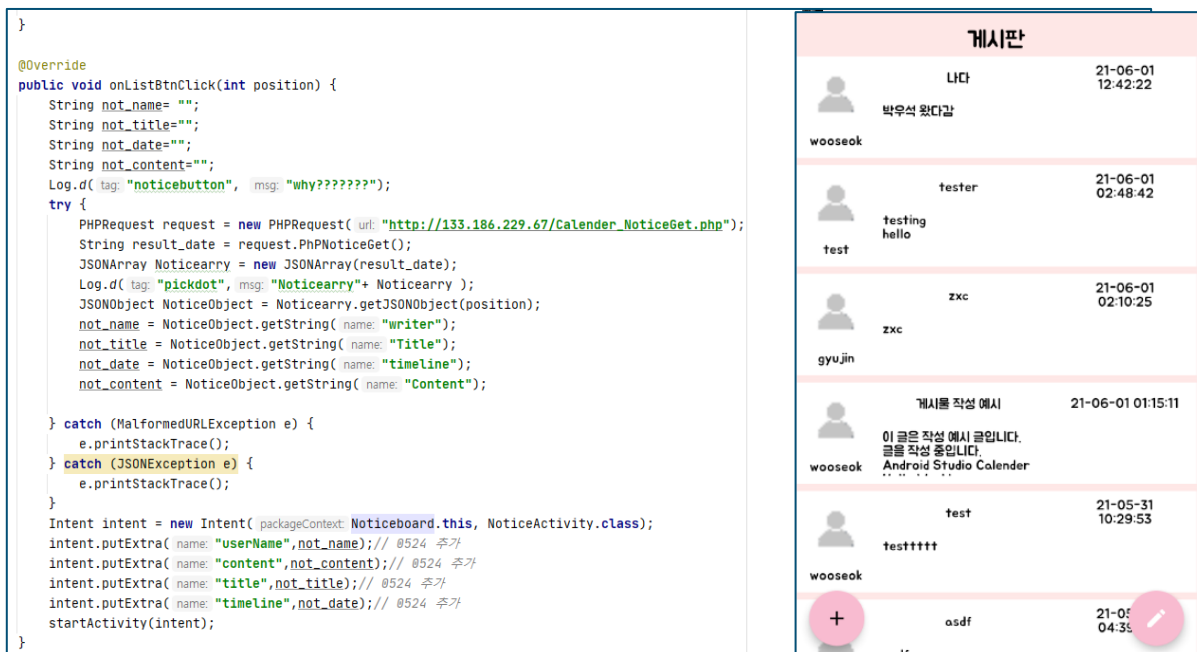 }
@Override
public void onListBtnClick(int position) {
String not_name= "";
String not_title="";
String not_date="";
String not_content="";
Log.d( tag: "noticebutton", msg: "why???????");
try {
PHPRequest request = new PHPRequest( url: "http://133.186.229.67/Calender_NoticeGet.php");
String result_date = request.PhPNoticeGet();
JSONArray Noticearry = new JSONArray(result_date);
Log.d( tag: "pickdot", msg: "Noticearry"+ Noticearry );
JSONObject NoticeObject = Noticearry.getJSONObject(position);
not_name = NoticeObject.getString( name: "writer");
not_title = NoticeObject.getString( name: "Title");
not_date = NoticeObject.getString( name: "timeline");
not_content = NoticeObject.getString( name: "Content");
} catch (MalformedURLException e) {
e.printStackTrace();
} catch (JSONException e) {
e.printStackTrace();
}
Intent intent = new Intent( packageContext: Noticeboard.this, NoticeActivity.class);
intent.putExtra( name: "userName",not_name);// 0524 추가
intent.putExtra( name: "content",not_content);// 0524 추가
intent.putExtra( name: "title",not_title);// 0524 추가
intent.putExtra( name: "timeline",not_date);// 0524 추가
startActivity(intent);
}
게시판
나다
21-06-01
12:42:22
박우석 왔다감
wooseok
tester
21-06-01
02:48:42
testing
hello
test
zxc
21-06-01
02:10:25
zxc
gyujin
게시물 작성 예시
21-06-01 01:15:11
이 글은 작성 예시 글입니다.
글을 작성 중입니다.
Android Studio Calender
wooseok
test
21-05-31
10:29:53
testtttt
wooseok
+
asdf
21-05
04:39